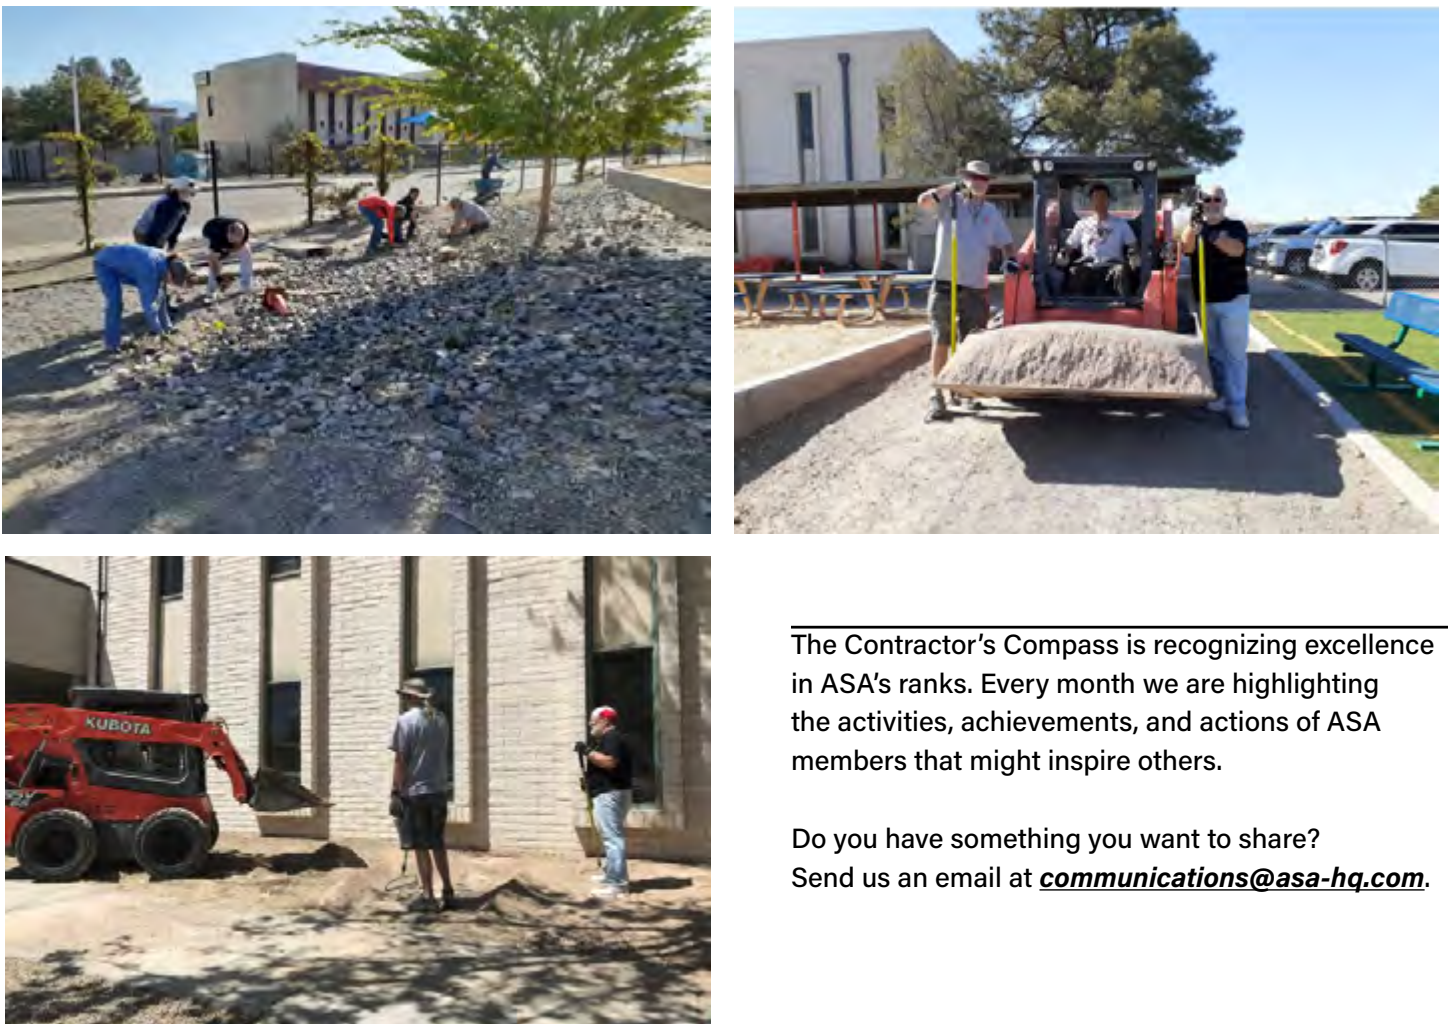 KUBOTA
The Contractor’s Compass is recognizing excellence
in ASA’s ranks. Every month we are highlighting
the activities, achievements, and actions of ASA
members that might inspire others.
Do you have something you want to share?
Send us an email at communications@asa-hq.com.